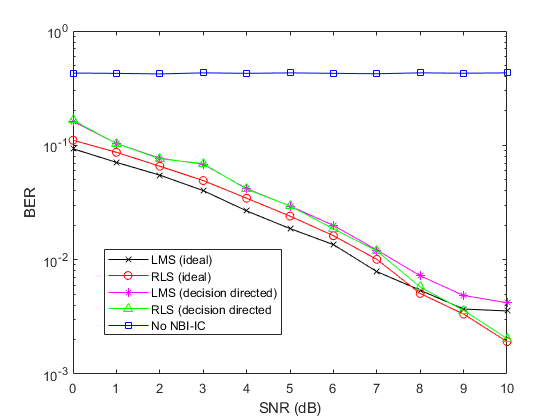 10^0
10^-1
10^-2
10^-3
BER
LMS (ideal)
RLS (ideal)
LMS (decision directed)
RLS (decision directed
No NBI-IC
0 1 2 3 4 5 6 7 8 9 10
SNR (dB)